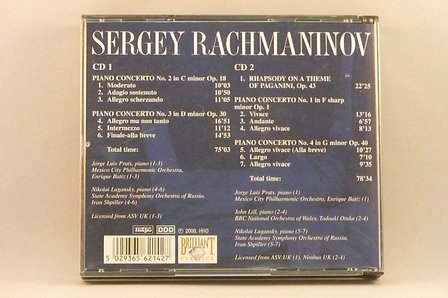 SERGEY RACHMANINOV
CD 1
PIANO CONCERTO No. 2 in C minor Op. 18
1. Moderato 10'03
2. Adagio sostenuto 10'50
3. Allegro scherzando 11'05
PIANO CONCERTO No. 3 in D minor Op. 30
4. Allegro ma non tanto 16'51
5. Intermezzo 11'12
6. Finale-alla breve 14'53
Total time: 75'03
Jorge Luis Prats, piano (1-3)
Mexico City Philharmonic Orchestra,
Enrique Batiz (1-3)
Nikolai Lugansky, piano (4-6)
State Academy Symphony Orchestra of Russia,
Ivan Shpiller (4-6)
Licensed from ASV UK (1-3)
CD 2
1. RHAPSODY ON A THEME
OF PAGANINI, Op. 43 22'25
PIANO CONCERTO No. 1 in F sharp
minor Op. 1
2. Vivace 13'16
3. Andante 6'57
4. Allegro vivace 8'13
PIANO CONCERTO No. 4 in G minor Op. 40
5. Allegro vivace (Alla breve) 10'27
6. Largo 7'10
7. Allegro vivace 9'35
Total time: 78'34
Jorge Luis Prats, piano (1)
Mexico City Philharmonic Orchestra,
Enrique Batiz (1)
John Lill, piano (2-4)
BBC National Orchestra of Wales, Tadaaki Otaka (2-4)
Nikolai Lugansky, piano (5-7)
State Academy Symphony Orchestra of Russia,
Ivan Shpiller (5-7)
Licensed from ASV UK (1), Nimbus UK (2-4)
DDD
℗ 2000, HHO
BRILLIANT
5 029365 621427